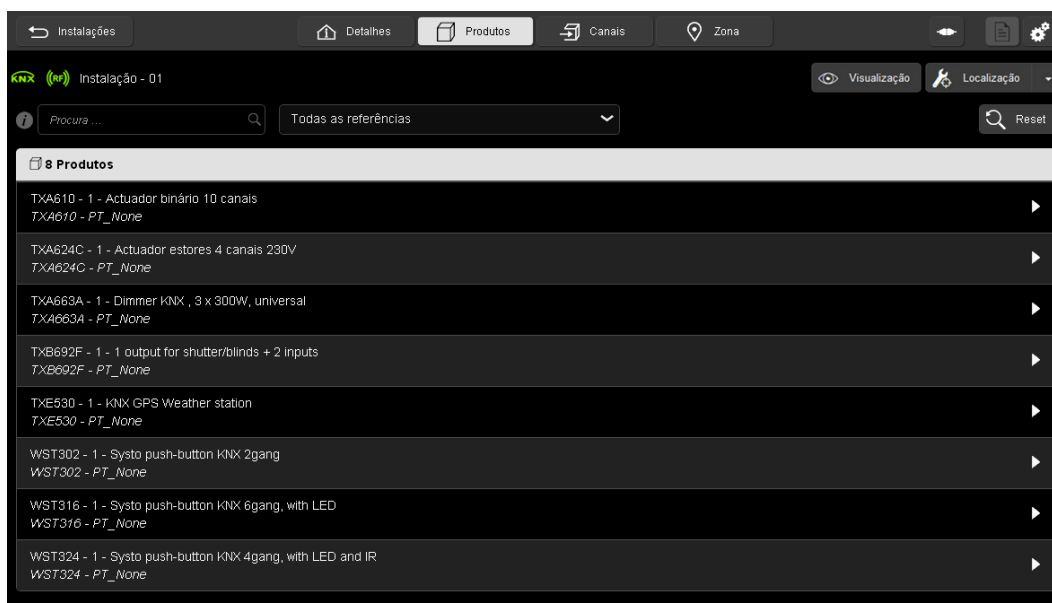 Instalações
Detalhes
Produtos
Canais
Zona
KNX ((RF)) Instalação - 01
Visualização
Localização
Procura ...
Todas as referências
Reset
8 Produtos
TXA610 - 1 - Actuador binário 10 canais
TXA610 - PT_None
TXA624C - 1 - Actuador estores 4 canais 230V
TXA624C - PT_None
TXA663A - 1 - Dimmer KNX , 3 x 300W, universal
TXA663A - PT_None
TXB692F - 1 - 1 output for shutter/blinds + 2 inputs
TXB692F - PT_None
TXE530 - 1 - KNX GPS Weather station
TXE530 - PT_None
WST302 - 1 - Systo push-button KNX 2gang
WST302 - PT_None
WST316 - 1 - Systo push-button KNX 6gang, with LED
WST316 - PT_None
WST324 - 1 - Systo push-button KNX 4gang, with LED and IR
WST324 - PT_None